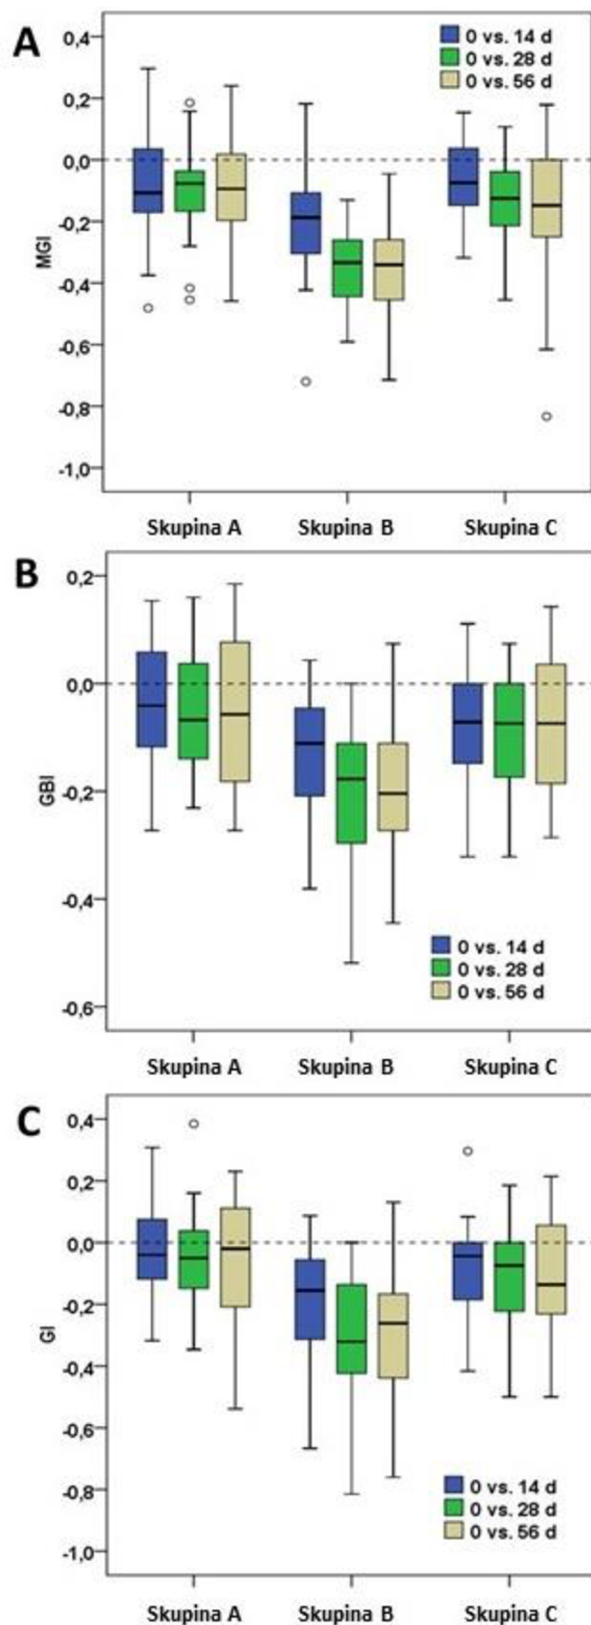 A
0 vs. 14 d
0 vs. 28 d
0 vs. 56 d
0,4
0,2
0,0
-0,2
-0,4
-0,6
-0,8
-1,0
MGI
Skupina A Skupina B Skupina C
B
0,2
0,0
-0,2
-0,4
-0,6
GBI
0 vs. 14 d
0 vs. 28 d
0 vs. 56 d
Skupina A Skupina B Skupina C
C
0,4
0,2
0,0
-0,2
-0,4
-0,6
-0,8
-1,0
GI
0 vs. 14 d
0 vs. 28 d
0 vs. 56 d
Skupina A Skupina B Skupina C